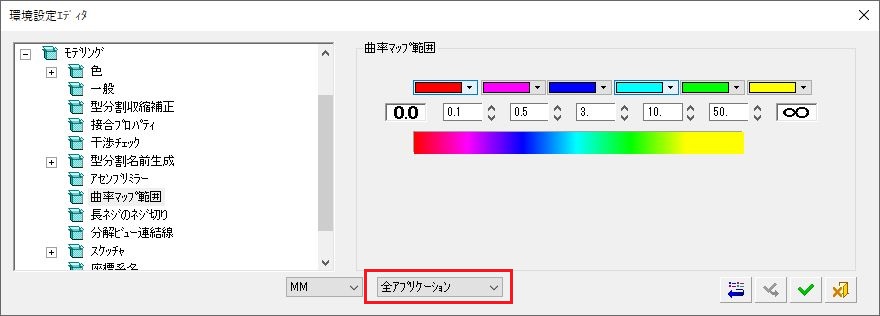 環境設定ｴﾃﾞｨﾀ
ﾓﾃﾞﾘﾝｸﾞ
色
一般
型分割収縮補正
接合ﾌﾟﾛﾊﾟﾃｨ
干渉ﾁｪｯｸ
型分割名前生成
ｱｾﾝﾌﾞﾘﾐﾗｰ
曲率ﾏｯﾌﾟ範囲
長ﾈｼﾞのﾈｼﾞ切り
分解ﾋﾞｭｰ連結線
ｽｹｯﾁｬ
座標系名
曲率ﾏｯﾌﾟ範囲
0.0 0.1 0.5 3. 10. 50. ∞
MM 全ｱﾌﾟﾘｹｰｼｮﾝ